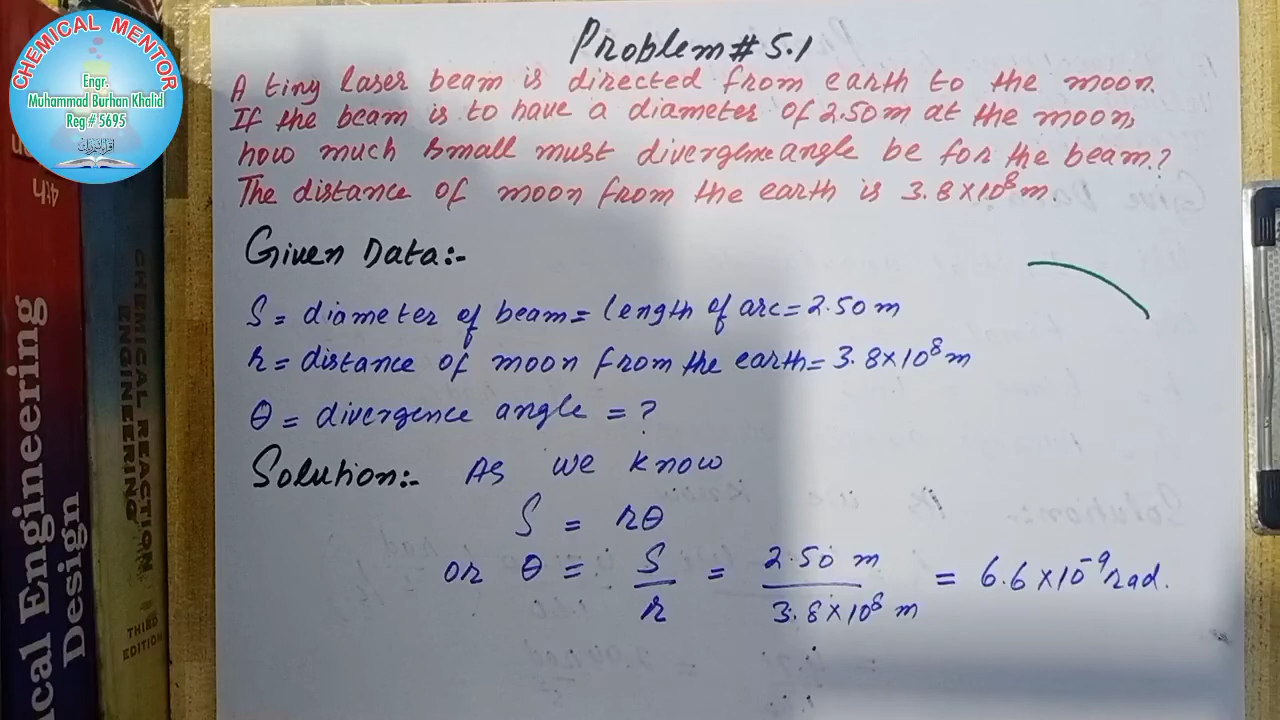 CHEMICAL MENTOR
Engr.
Muhammad Burhan Khalid
Reg # 5695
4th
ical Engineering
Design
CHEMICAL REACTION
ENGINEERING
THIRD
EDITION
Problem # 5.1
A tiny laser beam is directed from earth to the moon.
If the beam is to have a diameter of 2.50 m at the moon,
how much small must divergence angle be for the beam.?
The distance of moon from the earth is 3.8×10⁸ m.
Given Data:-
S = diameter of beam = length of arc = 2.50 m
r = distance of moon from the earth = 3.8×10⁸ m
θ = divergence angle = ?
Solution:- As we know
S = rθ
or θ = S/r = 2.50 m / 3.8×10⁸ m = 6.6×10⁻⁹ rad.